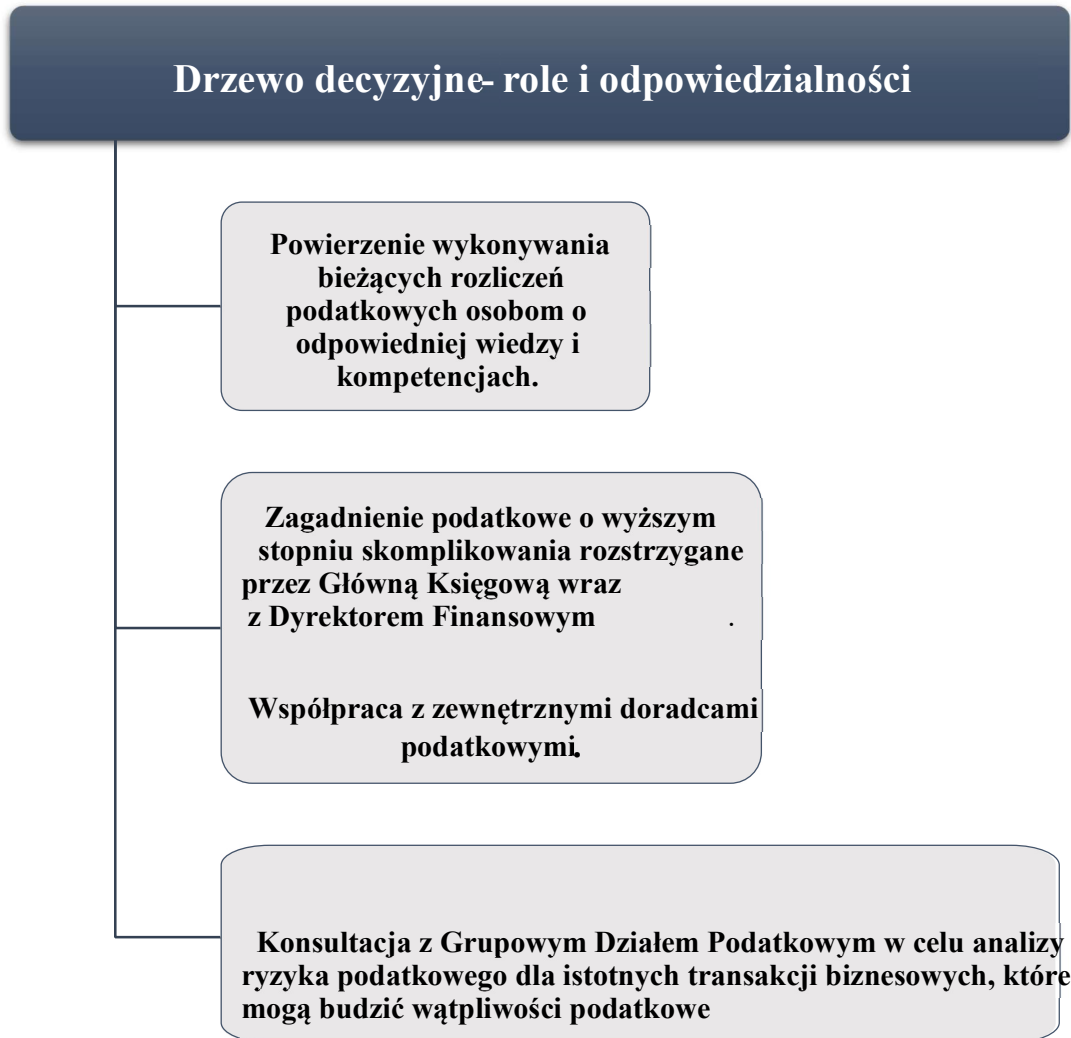 Drzewo decyzyjne- role i odpowiedzialności
Powierzenie wykonywania
bieżących rozliczeń
podatkowych osobom o
odpowiedniej wiedzy i
kompetencjach.
Zagadnienie podatkowe o wyższym
stopniu skomplikowania rozstrzygane
przez Główną Księgową wraz
z Dyrektorem Finansowym .
Współpraca z zewnętrznymi doradcami
podatkowymi.
Konsultacja z Grupowym Działem Podatkowym w celu analizy
ryzyka podatkowego dla istotnych transakcji biznesowych, które
mogą budzić wątpliwości podatkowe